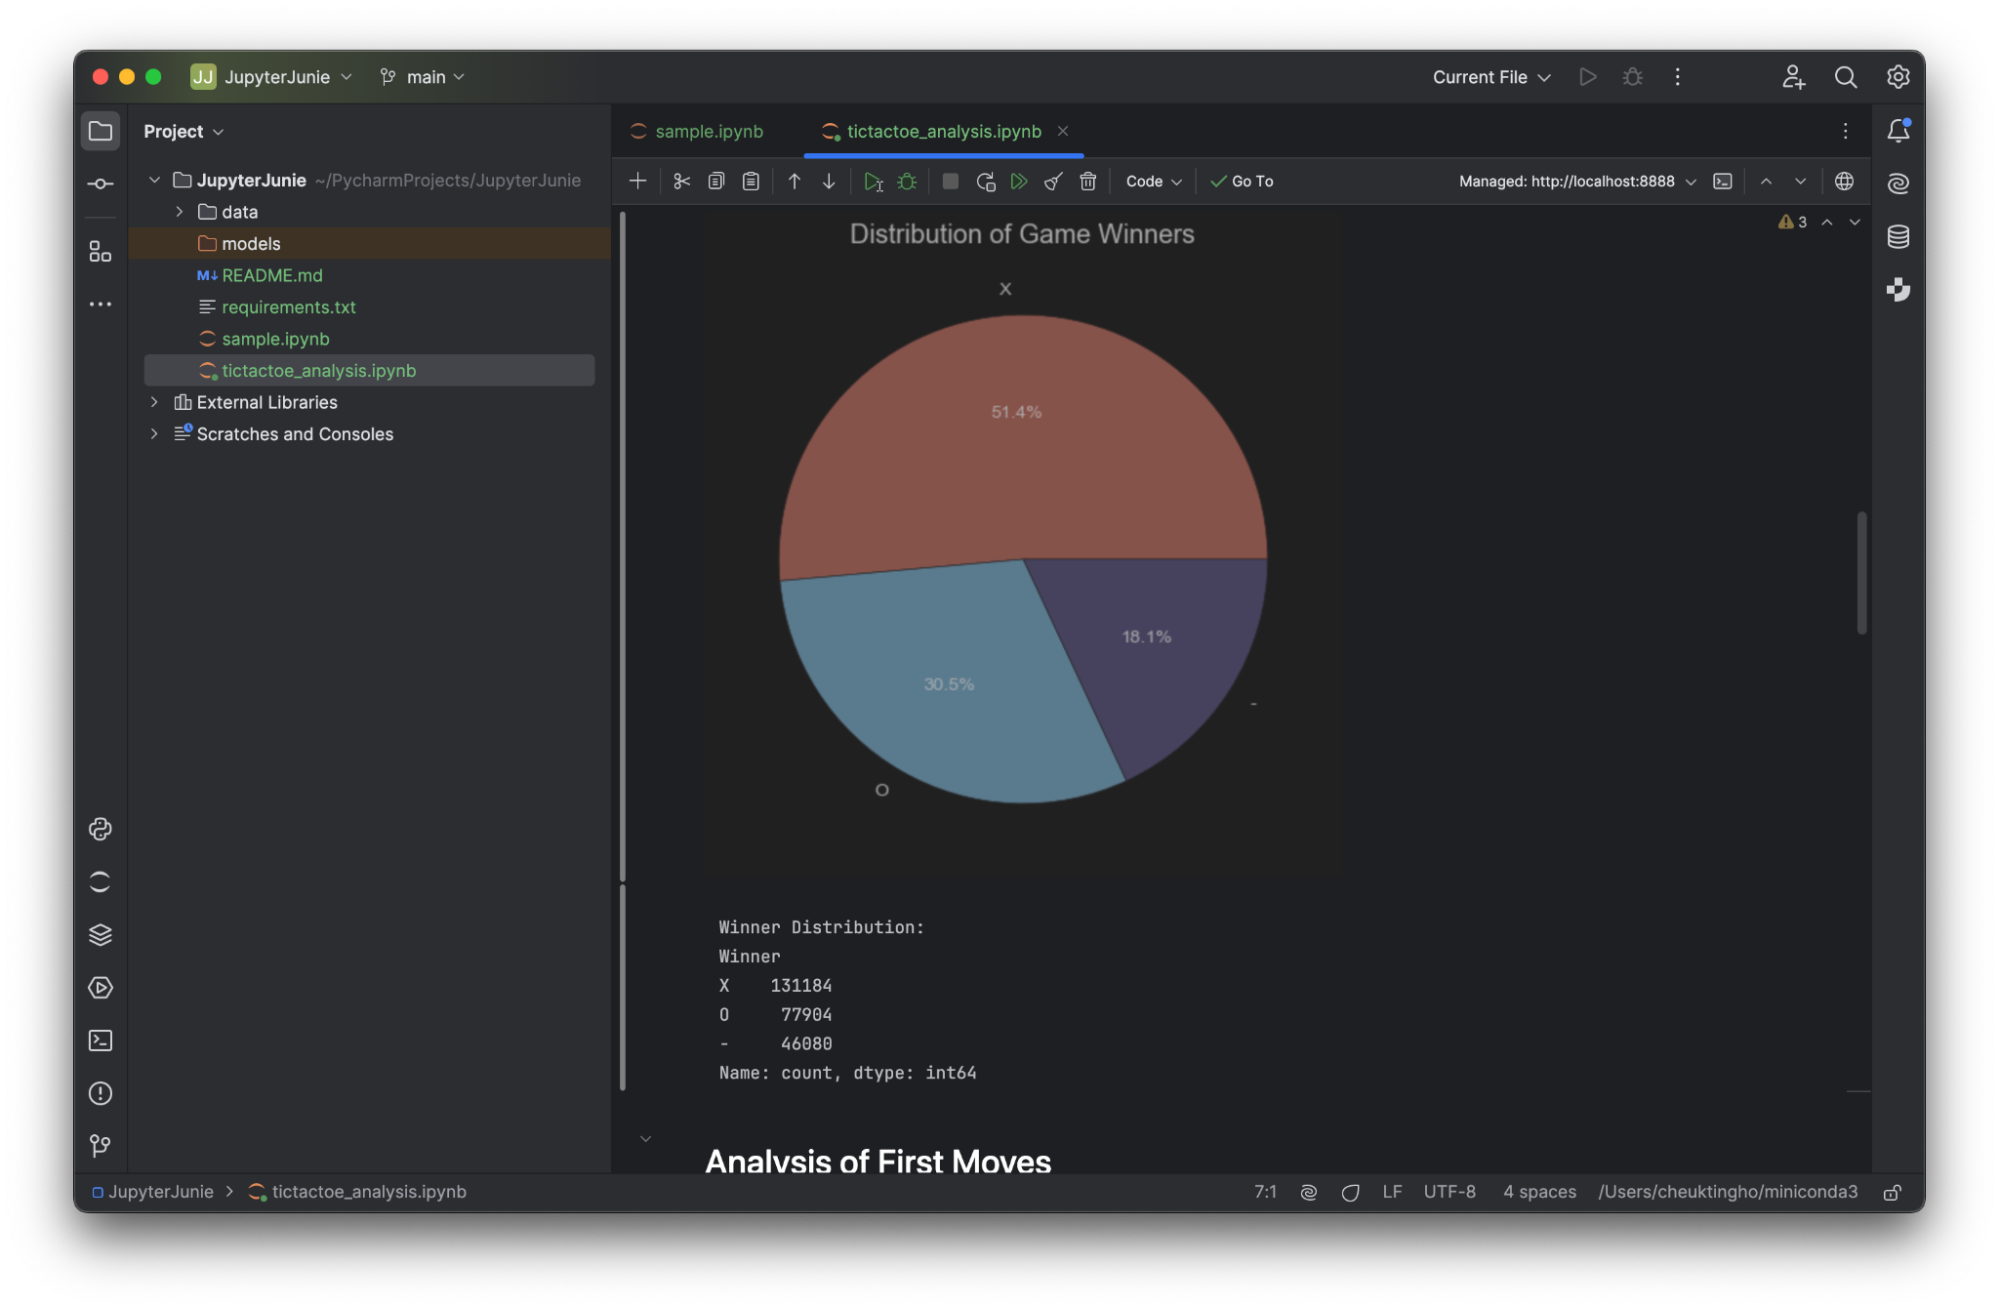 JJ JupyterJunie main Current File
Project
JupyterJunie ~/PycharmProjects/JupyterJunie
data
models
M↓ README.md
requirements.txt
sample.ipynb
tictactoe_analysis.ipynb
External Libraries
Scratches and Consoles
sample.ipynb tictactoe_analysis.ipynb
Code Go To Managed: http://localhost:8888
3
Distribution of Game Winners
X
51.4%
18.1%
30.5%
-
O
Winner Distribution:
Winner
X    131184
O     77904
-     46080
Name: count, dtype: int64
Analysis of First Moves
JupyterJunie > tictactoe_analysis.ipynb 7:1 LF UTF-8 4 spaces /Users/cheuktingho/miniconda3